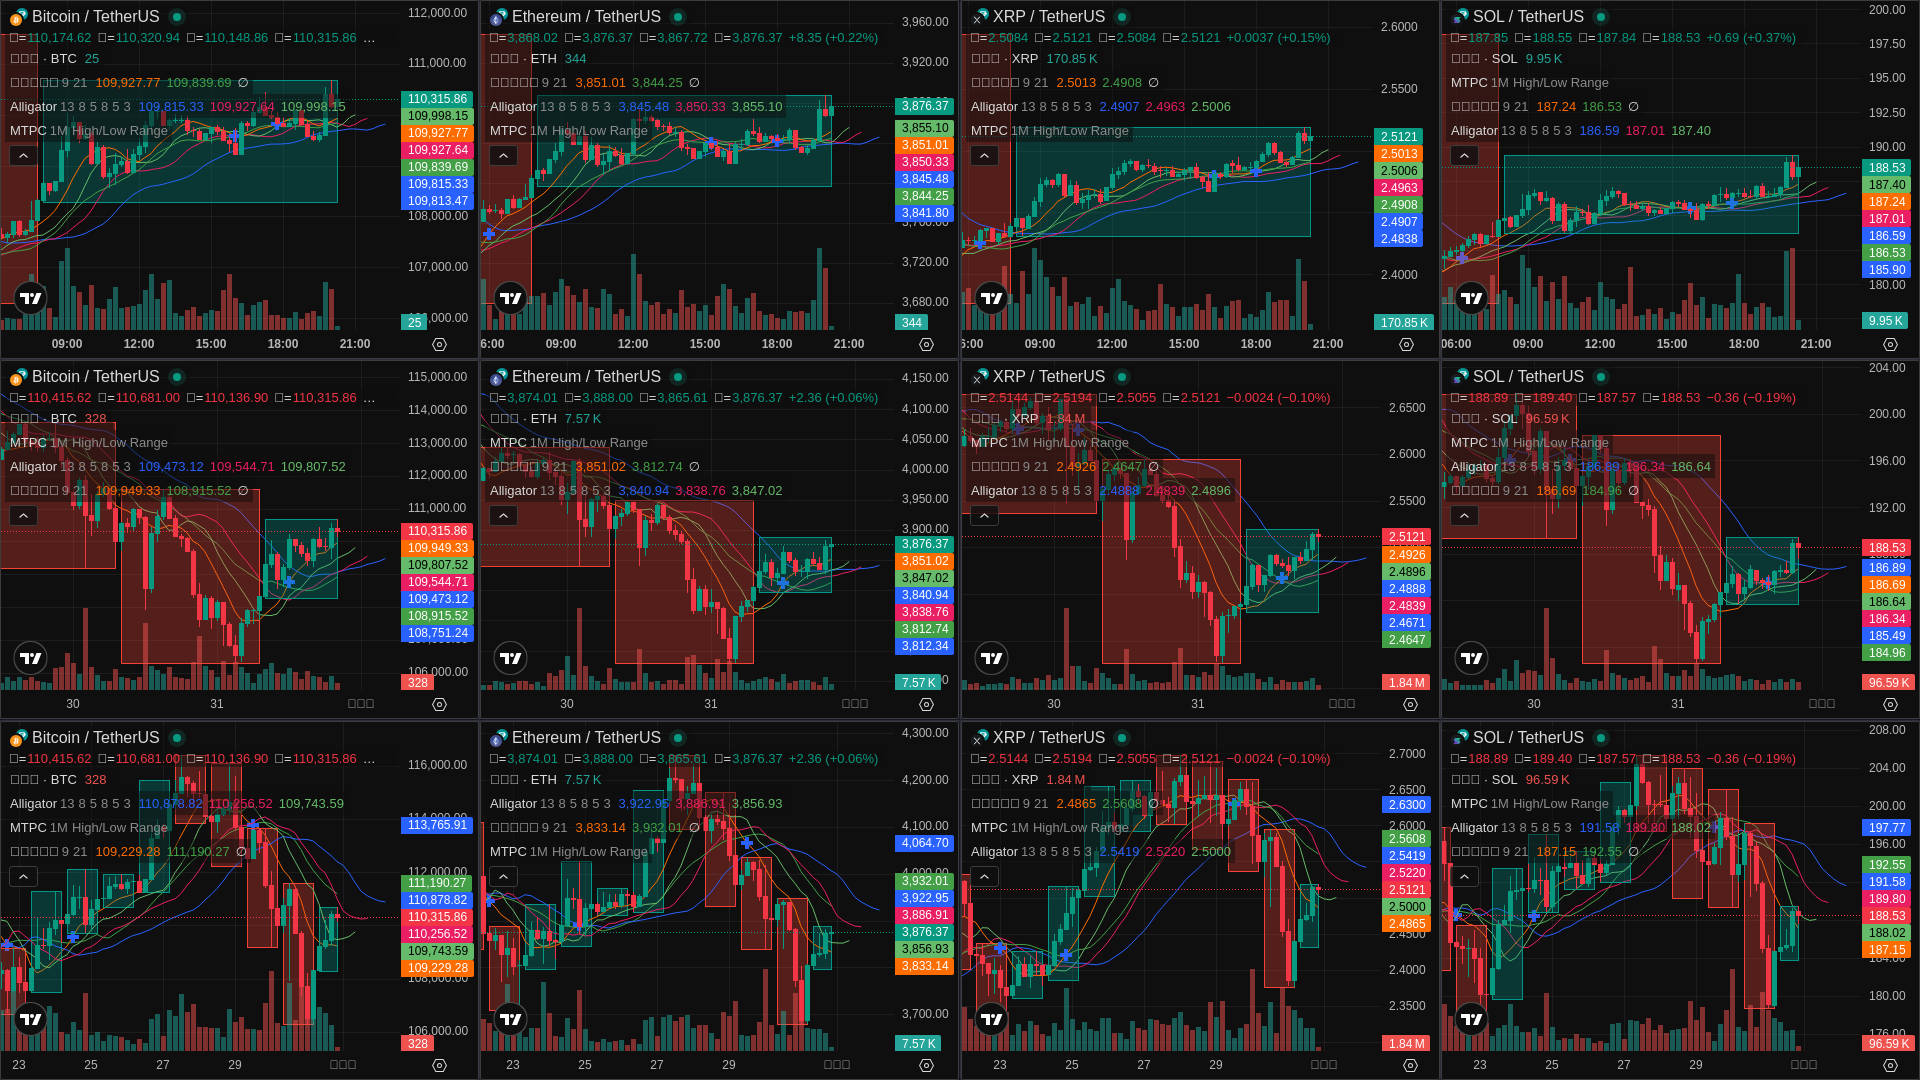 Bitcoin / TetherUS
□=110,174.62 □=110,320.94 □=110,148.86 □=110,315.86 …
□□□ · BTC 25
□□□□□ 9 21 109,927.77 109,839.69 ∅
Alligator 13 8 5 8 5 3 109,815.33 109,927.64 109,998.15
MTPC 1M High/Low Range
112,000.00
111,000.00
110,315.86
109,998.15
109,927.77
109,927.64
109,839.69
109,815.33
109,813.47
108,000.00
107,000.00
25
09:00 12:00 15:00 18:00 21:00
Ethereum / TetherUS
□=3,868.02 □=3,876.37 □=3,867.72 □=3,876.37 +8.35 (+0.22%)
□□□ · ETH 344
□□□□□ 9 21 3,851.01 3,844.25 ∅
Alligator 13 8 5 8 5 3 3,845.48 3,850.33 3,855.10
MTPC 1M High/Low Range
3,960.00
3,920.00
3,876.37
3,855.10
3,851.01
3,850.33
3,845.48
3,844.25
3,841.80
3,720.00
3,680.00
344
6:00 09:00 12:00 15:00 18:00 21:00
XRP / TetherUS
□=2.5084 □=2.5121 □=2.5084 □=2.5121 +0.0037 (+0.15%)
□□□ · XRP 170.85 K
□□□□□ 9 21 2.5013 2.4908 ∅
Alligator 13 8 5 8 5 3 2.4907 2.4963 2.5006
MTPC 1M High/Low Range
2.6000
2.5500
2.5121
2.5013
2.5006
2.4963
2.4908
2.4907
2.4838
2.4000
170.85 K
6:00 09:00 12:00 15:00 18:00 21:00
SOL / TetherUS
□=187.85 □=188.55 □=187.84 □=188.53 +0.69 (+0.37%)
□□□ · SOL 9.95 K
MTPC 1M High/Low Range
□□□□□ 9 21 187.24 186.53 ∅
Alligator 13 8 5 8 5 3 186.59 187.01 187.40
200.00
197.50
195.00
192.50
190.00
188.53
187.40
187.24
187.01
186.59
186.53
185.90
180.00
9.95 K
06:00 09:00 12:00 15:00 18:00 21:00
Bitcoin / TetherUS
□=110,415.62 □=110,681.00 □=110,136.90 □=110,315.86 …
□□□ · BTC 328
MTPC 1M High/Low Range
Alligator 13 8 5 8 5 3 109,473.12 109,544.71 109,807.52
□□□□□ 9 21 109,949.33 108,915.52 ∅
115,000.00
114,000.00
113,000.00
112,000.00
111,000.00
110,315.86
109,949.33
109,807.52
109,544.71
109,473.12
108,915.52
108,751.24
106,000.00
328
30 31 □□□
Ethereum / TetherUS
□=3,874.01 □=3,888.00 □=3,865.61 □=3,876.37 +2.36 (+0.06%)
□□□ · ETH 7.57 K
MTPC 1M High/Low Range
□□□□□ 9 21 3,851.02 3,812.74 ∅
Alligator 13 8 5 8 5 3 3,840.94 3,838.76 3,847.02
4,150.00
4,100.00
4,050.00
4,000.00
3,950.00
3,900.00
3,876.37
3,851.02
3,847.02
3,840.94
3,838.76
3,812.74
3,812.34
7.57 K
30 31 □□□
XRP / TetherUS
□=2.5144 □=2.5194 □=2.5055 □=2.5121 −0.0024 (−0.10%)
□□□ · XRP 1.84 M
MTPC 1M High/Low Range
□□□□□ 9 21 2.4926 2.4647 ∅
Alligator 13 8 5 8 5 3 2.4888 2.4839 2.4896
2.6500
2.6000
2.5500
2.5121
2.4926
2.4896
2.4888
2.4839
2.4671
2.4647
1.84 M
30 31 □□□
SOL / TetherUS
□=188.89 □=189.40 □=187.57 □=188.53 −0.36 (−0.19%)
□□□ · SOL 96.59 K
MTPC 1M High/Low Range
Alligator 13 8 5 8 5 3 186.89 186.34 186.64
□□□□□ 9 21 186.69 184.96 ∅
204.00
200.00
196.00
192.00
188.53
186.89
186.69
186.64
186.34
185.49
184.96
96.59 K
30 31 □□□
Bitcoin / TetherUS
□=110,415.62 □=110,681.00 □=110,136.90 □=110,315.86 …
□□□ · BTC 328
Alligator 13 8 5 8 5 3 110,878.82 110,256.52 109,743.59
MTPC 1M High/Low Range
□□□□□ 9 21 109,229.28 111,190.27 ∅
116,000.00
114,000.00
113,765.91
112,000.00
111,190.27
110,878.82
110,315.86
110,256.52
109,743.59
109,229.28
108,000.00
106,000.00
328
23 25 27 29 □□□
Ethereum / TetherUS
□=3,874.01 □=3,888.00 □=3,865.61 □=3,876.37 +2.36 (+0.06%)
□□□ · ETH 7.57 K
Alligator 13 8 5 8 5 3 3,922.95 3,886.91 3,856.93
□□□□□ 9 21 3,833.14 3,932.01 ∅
MTPC 1M High/Low Range
4,300.00
4,200.00
4,100.00
4,064.70
4,000.00
3,932.01
3,922.95
3,886.91
3,876.37
3,856.93
3,833.14
3,700.00
7.57 K
23 25 27 29 □□□
XRP / TetherUS
□=2.5144 □=2.5194 □=2.5055 □=2.5121 −0.0024 (−0.10%)
□□□ · XRP 1.84 M
□□□□□ 9 21 2.4865 2.5608 ∅
MTPC 1M High/Low Range
Alligator 13 8 5 8 5 3 2.5419 2.5220 2.5000
2.7000
2.6500
2.6300
2.6000
2.5608
2.5419
2.5220
2.5121
2.5000
2.4865
2.4500
2.4000
2.3500
1.84 M
23 25 27 29 □□□
SOL / TetherUS
□=188.89 □=189.40 □=187.57 □=188.53 −0.36 (−0.19%)
□□□ · SOL 96.59 K
MTPC 1M High/Low Range
Alligator 13 8 5 8 5 3 191.58 189.80 188.02
□□□□□ 9 21 187.15 192.55 ∅
208.00
204.00
200.00
197.77
196.00
192.55
191.58
189.80
188.53
188.02
187.15
184.00
180.00
176.00
96.59 K
23 25 27 29 □□□